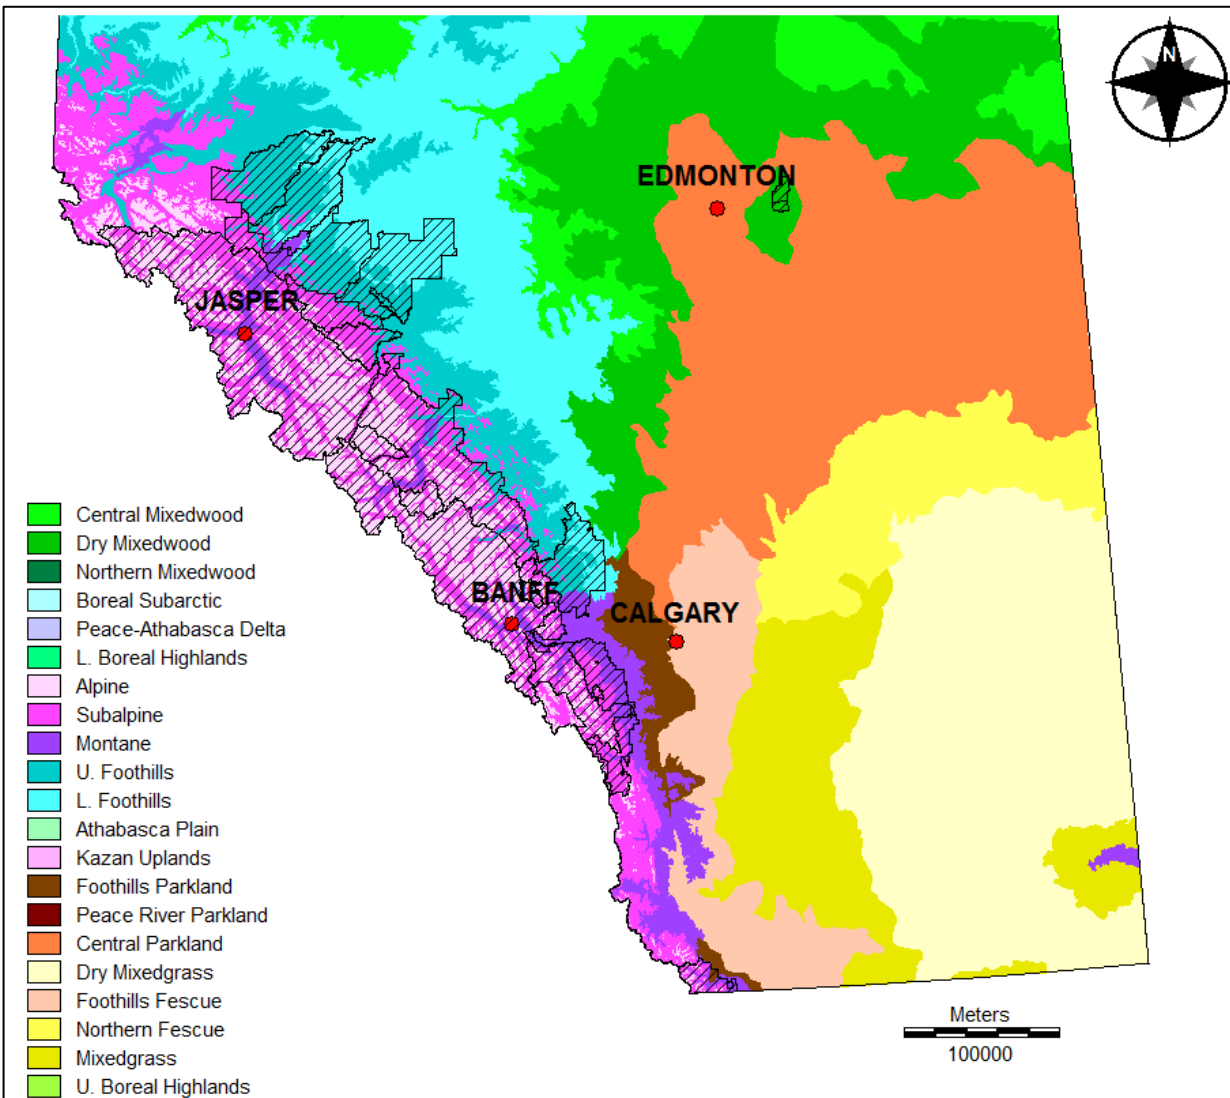 N
EDMONTON
JASPER
BANFF
CALGARY
Central Mixedwood
Dry Mixedwood
Northern Mixedwood
Boreal Subarctic
Peace-Athabasca Delta
L. Boreal Highlands
Alpine
Subalpine
Montane
U. Foothills
L. Foothills
Athabasca Plain
Kazan Uplands
Foothills Parkland
Peace River Parkland
Central Parkland
Dry Mixedgrass
Foothills Fescue
Northern Fescue
Mixedgrass
U. Boreal Highlands
Meters
100000